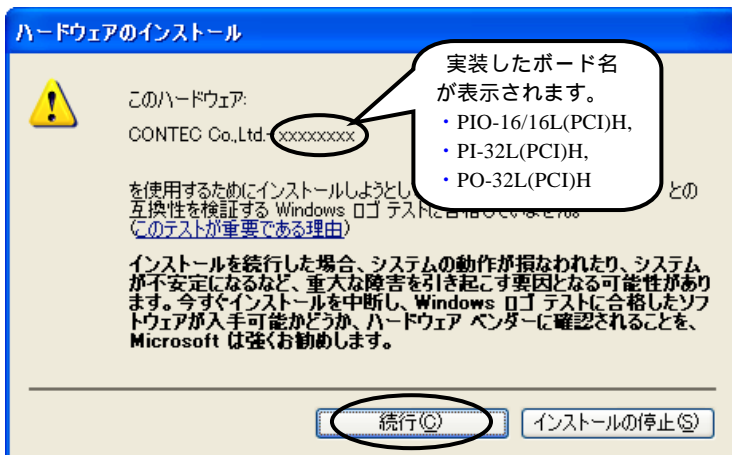 ハードウェアのインストール
実装したボード名
が表示されます。
・PIO-16/16L(PCI)H,
・PI-32L(PCI)H,
・PO-32L(PCI)H
このハードウェア:
CONTEC Co.,Ltd.- xxxxxxxx
を使用するためにインストールしようとし との
互換性を検証する Windows ロゴ テストに合格していません。
(このテストが重要である理由)
インストールを続行した場合、システムの動作が損なわれたり、システム
が不安定になるなど、重大な障害を引き起こす要因となる可能性があり
ます。今すぐインストールを中断し、Windows ロゴ テストに合格したソフ
トウェアが入手可能かどうか、ハードウェア ベンダーに確認されることを、
Microsoft は強くお勧めします。
続行(C)
インストールの停止(S)